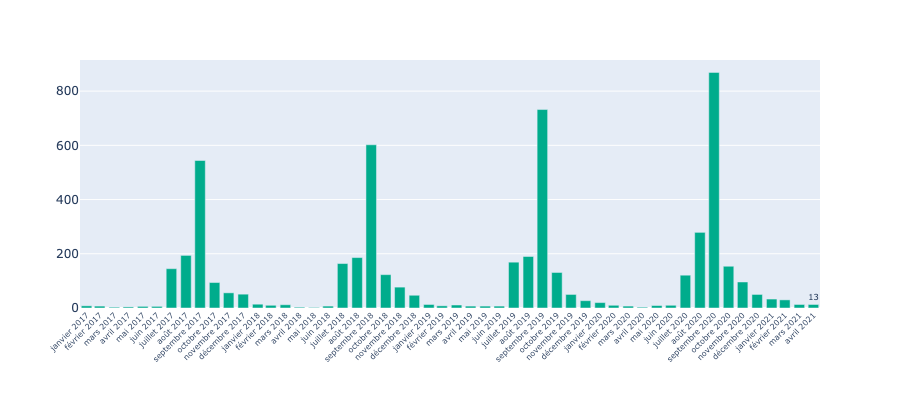 800
600
400
200
0
13
janvier 2017
février 2017
mars 2017
avril 2017
mai 2017
juin 2017
juillet 2017
août 2017
septembre 2017
octobre 2017
novembre 2017
décembre 2017
janvier 2018
février 2018
mars 2018
avril 2018
mai 2018
juin 2018
juillet 2018
août 2018
septembre 2018
octobre 2018
novembre 2018
décembre 2018
janvier 2019
février 2019
mars 2019
avril 2019
mai 2019
juin 2019
juillet 2019
août 2019
septembre 2019
octobre 2019
novembre 2019
décembre 2019
janvier 2020
février 2020
mars 2020
avril 2020
mai 2020
juin 2020
juillet 2020
août 2020
septembre 2020
octobre 2020
novembre 2020
décembre 2020
janvier 2021
février 2021
mars 2021
avril 2021